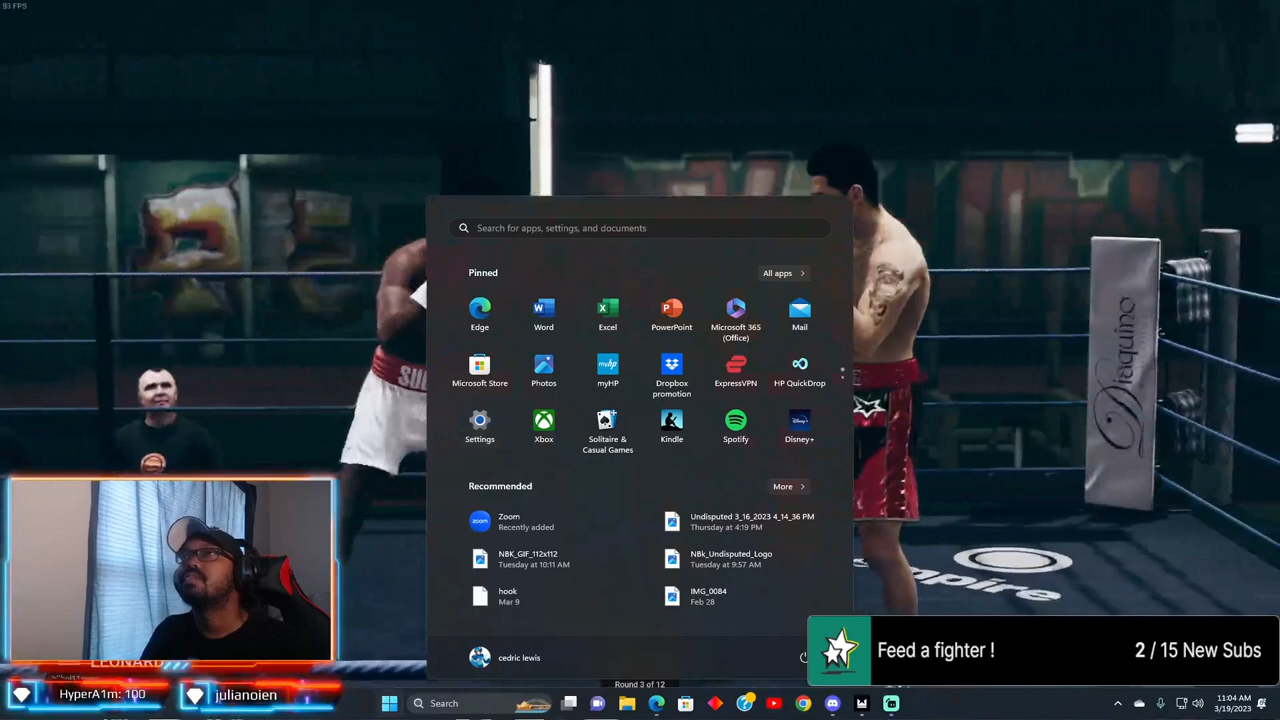 93 FPS
Search for apps, settings, and documents
Pinned
All apps
Edge
Word
Excel
PowerPoint
Microsoft 365
(Office)
Mail
Microsoft Store
Photos
myHP
Dropbox
promotion
ExpressVPN
HP QuickDrop
Settings
Xbox
Solitaire &
Casual Games
Kindle
Spotify
Disney+
Recommended
More
Zoom
Recently added
Undisputed 3_16_2023 4_14_36 PM
Thursday at 4:19 PM
NBK_GIF_112x112
Tuesday at 10:11 AM
NBk_Undisputed_Logo
Tuesday at 9:57 AM
hook
Mar 9
IMG_0084
Feb 28
cedric lewis
Diaquino
mpire
Feed a fighter !
2 / 15 New Subs
LEONARD
HyperA1m: 100
julianoien
Round 3 of 12
Search
11:04 AM
3/19/2023